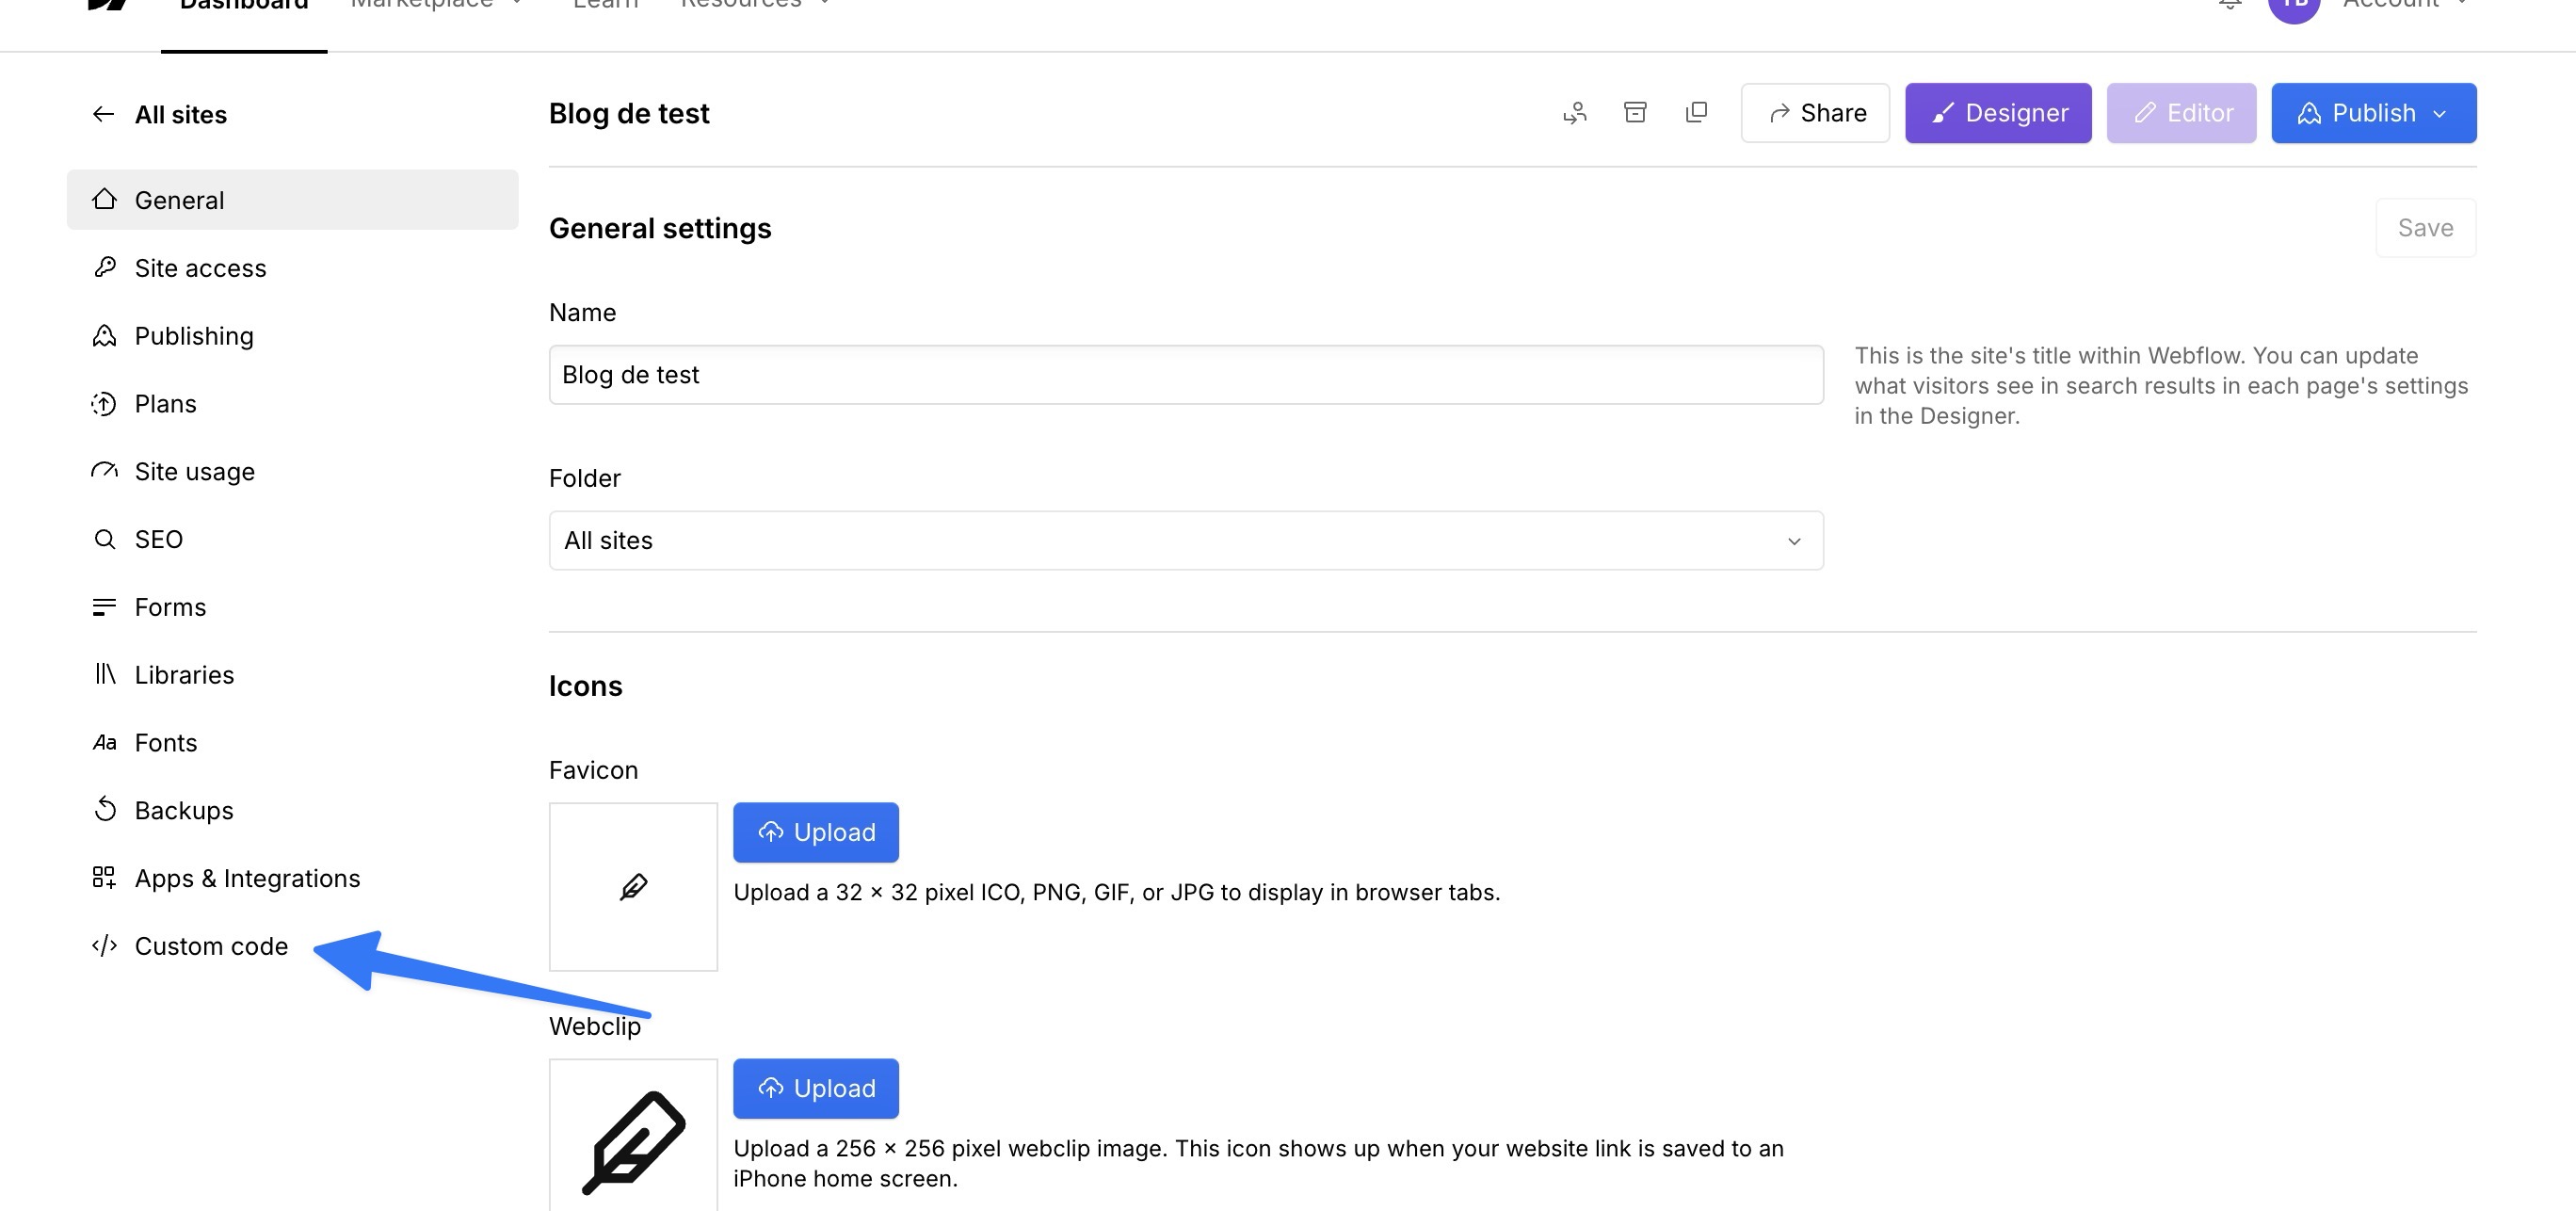 Dashboard Marketplace Learn Resources TB Account
All sites
Blog de test
Share Designer Editor Publish
General
Site access
Publishing
Plans
Site usage
SEO
Forms
Libraries
Fonts
Backups
Apps & Integrations
Custom code
General settings
Save
Name
Blog de test
This is the site's title within Webflow. You can update
what visitors see in search results in each page's settings
in the Designer.
Folder
All sites
Icons
Favicon
Upload
Upload a 32 × 32 pixel ICO, PNG, GIF, or JPG to display in browser tabs.
Webclip
Upload
Upload a 256 × 256 pixel webclip image. This icon shows up when your website link is saved to an
iPhone home screen.